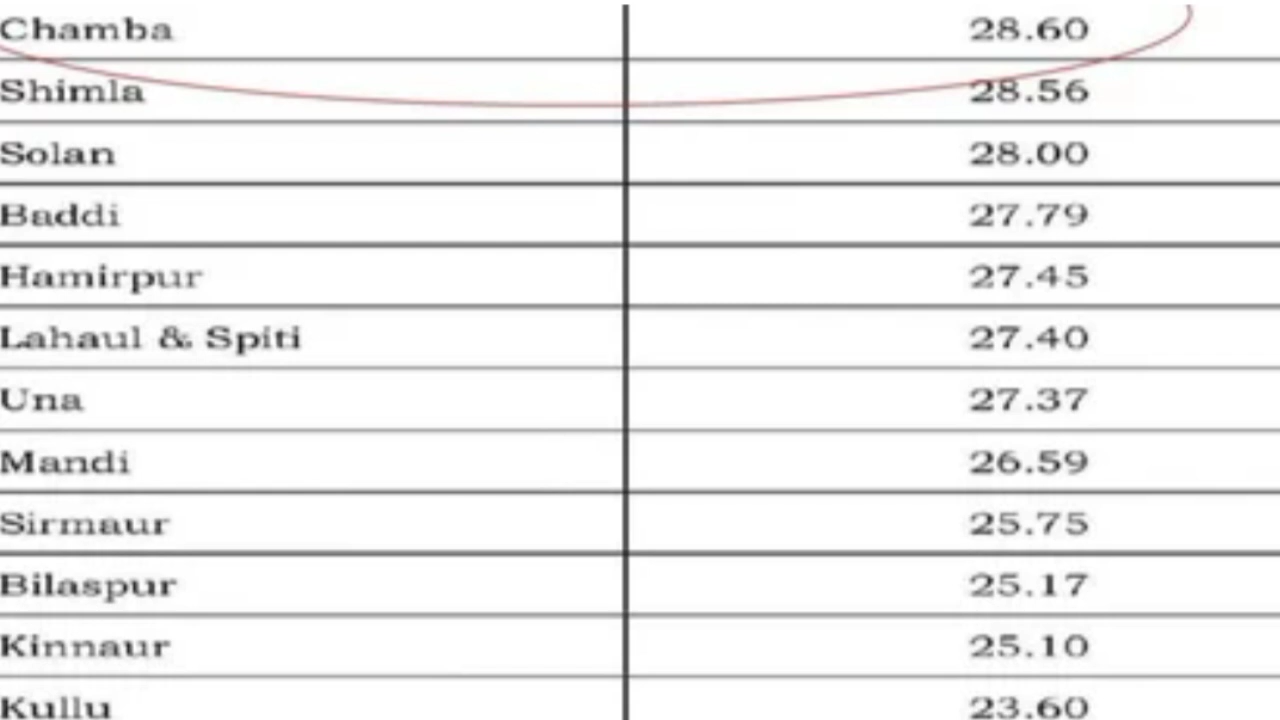 Chamba 28.60
Shimla 28.56
Solan 28.00
Baddi 27.79
Hamirpur 27.45
Lahaul & Spiti 27.40
Una 27.37
Mandi 26.59
Sirmaur 25.75
Bilaspur 25.17
Kinnaur 25.10
Kullu 23.60